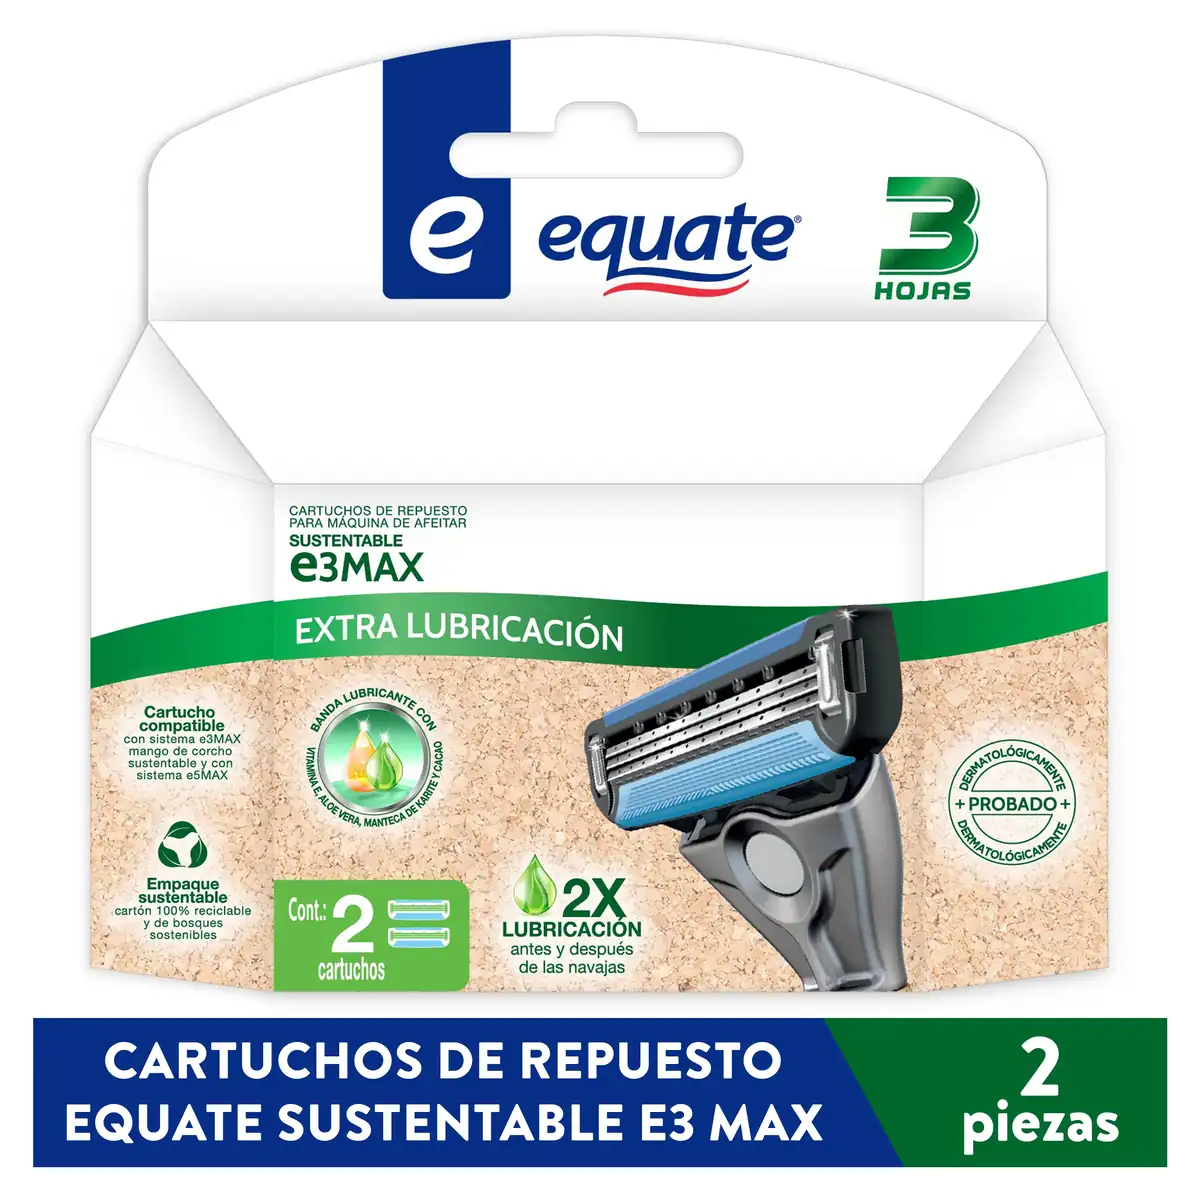 e equate®
3
HOJAS
CARTUCHOS DE REPUESTO
PARA MÁQUINA DE AFEITAR
SUSTENTABLE
e3MAX
EXTRA LUBRICACIÓN
Cartucho
compatible
con sistema e3MAX
mango de corcho
sustentable y con
sistema e5MAX
BANDA LUBRICANTE CON
VITAMINA E, ALOE VERA, MANTECA DE KARITE Y CACAO
DERMATOLÓGICAMENTE
+ PROBADO +
DERMATOLÓGICAMENTE
Empaque
sustentable
cartón 100% reciclable
y de bosques
sostenibles
Cont.: 2
cartuchos
2X
LUBRICACIÓN
antes y después
de las navajas
CARTUCHOS DE REPUESTO
EQUATE SUSTENTABLE E3 MAX
2
piezas